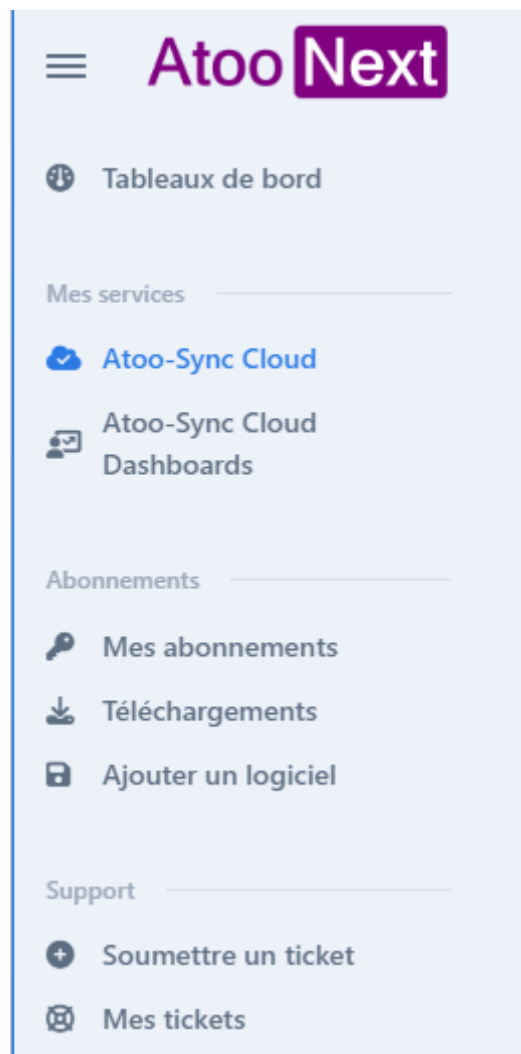 Atoo Next
Tableaux de bord
Mes services
Atoo-Sync Cloud
Atoo-Sync Cloud
Dashboards
Abonnements
Mes abonnements
Téléchargements
Ajouter un logiciel
Support
Soumettre un ticket
Mes tickets